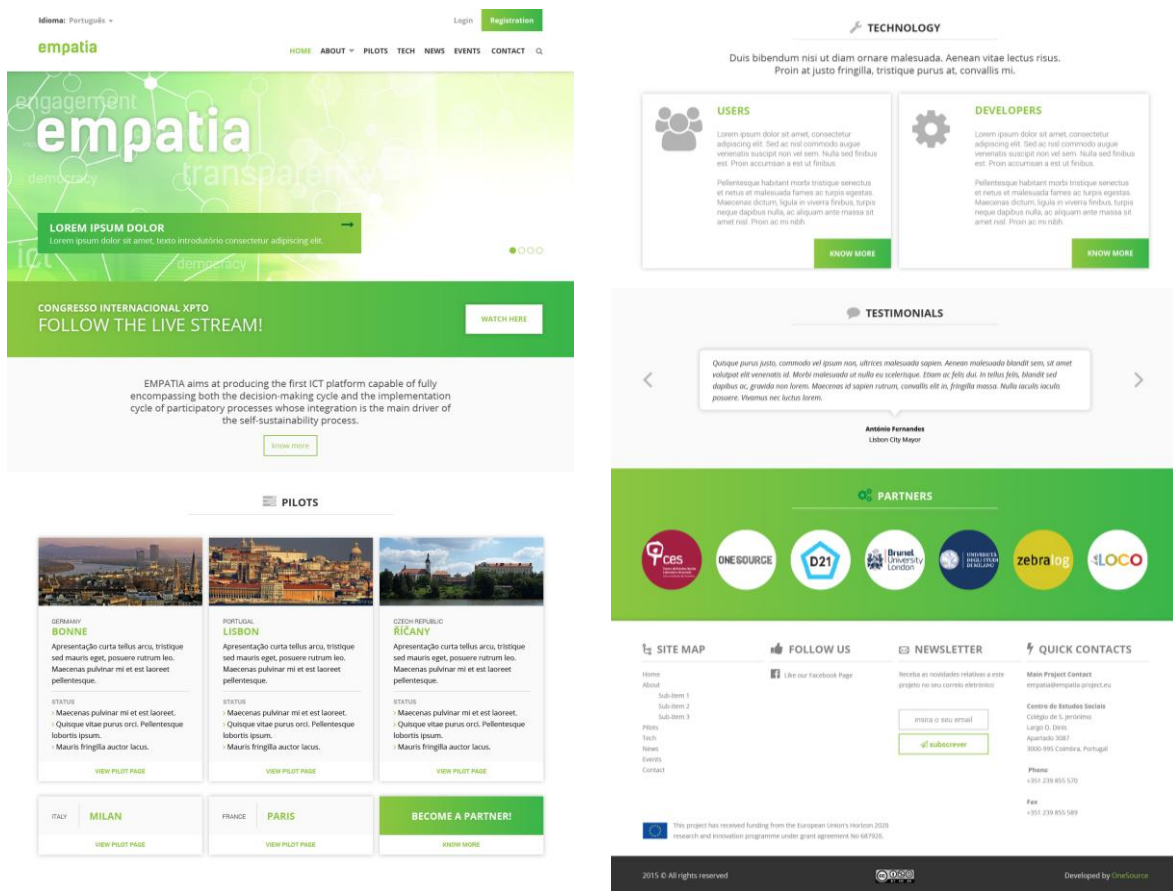 Idioma: Português
Login
Registration
empatia
HOME ABOUT PILOTS TECH NEWS EVENTS CONTACT
engagement
empatia
democracy
transpa
LOREM IPSUM DOLOR
Lorem ipsum dolor sit amet, texto introdutório consectetur adipiscing elit.
ict
democracy
CONGRESSO INTERNACIONAL XPTO
FOLLOW THE LIVE STREAM!
WATCH HERE
EMPATIA aims at producing the first ICT platform capable of fully
encompassing both the decision-making cycle and the implementation
cycle of participatory processes whose integration is the main driver of
the self-sustainability process.
know more
PILOTS
GERMANY
BONNE
Apresentação curta tellus arcu, tristique
sed mauris eget, posuere rutrum leo.
Maecenas pulvinar mi et est laoreet
pellentesque.
STATUS
› Maecenas pulvinar mi et est laoreet.
› Quisque vitae purus orci. Pellentesque
lobortis ipsum.
› Mauris fringilla auctor lacus.
VIEW PILOT PAGE
PORTUGAL
LISBON
Apresentação curta tellus arcu, tristique
sed mauris eget, posuere rutrum leo.
Maecenas pulvinar mi et est laoreet
pellentesque.
STATUS
› Maecenas pulvinar mi et est laoreet.
› Quisque vitae purus orci. Pellentesque
lobortis ipsum.
› Mauris fringilla auctor lacus.
VIEW PILOT PAGE
CZECH REPUBLIC
ŘÍČANY
Apresentação curta tellus arcu, tristique
sed mauris eget, posuere rutrum leo.
Maecenas pulvinar mi et est laoreet
pellentesque.
STATUS
› Maecenas pulvinar mi et est laoreet.
› Quisque vitae purus orci. Pellentesque
lobortis ipsum.
› Mauris fringilla auctor lacus.
VIEW PILOT PAGE
ITALY MILAN
VIEW PILOT PAGE
FRANCE PARIS
VIEW PILOT PAGE
BECOME A PARTNER!
KNOW MORE
TECHNOLOGY
Duis bibendum nisi ut diam ornare malesuada. Aenean vitae lectus risus.
Proin at justo fringilla, tristique purus at, convallis mi.
USERS
Lorem ipsum dolor sit amet, consectetur
adipiscing elit. Sed ac nisl commodo augue
venenatis suscipit non vel sem. Nulla sed finibus
est. Proin accumsan a est ut finibus.
Pellentesque habitant morbi tristique senectus
et netus et malesuada fames ac turpis egestas.
Maecenas dictum, ligula in viverra finibus, turpis
neque dapibus nulla, ac aliquam ante massa sit
amet nisl. Proin ac mi nibh.
KNOW MORE
DEVELOPERS
Lorem ipsum dolor sit amet, consectetur
adipiscing elit. Sed ac nisl commodo augue
venenatis suscipit non vel sem. Nulla sed finibus
est. Proin accumsan a est ut finibus.
Pellentesque habitant morbi tristique senectus
et netus et malesuada fames ac turpis egestas.
Maecenas dictum, ligula in viverra finibus, turpis
neque dapibus nulla, ac aliquam ante massa sit
amet nisl. Proin ac mi nibh.
KNOW MORE
TESTIMONIALS
Quisque purus justo, commodo vel ipsum non, ultrices malesuada sapien. Aenean malesuada blandit sem, sit amet
volutpat elit venenatis id. Morbi malesuada ut nulla eu scelerisque. Etiam ac felis dui. In tellus felis, blandit sed
dapibus ac, gravida non lorem. Maecenas id sapien rutrum, convallis elit in, fringilla massa. Nulla iaculis iaculis
posuere. Vivamus nec luctus lorem.
António Fernandes
Lisbon City Mayor
PARTNERS
ces
ONESOURCE
D21
Brunel
University
London
UNIVERSITÀ
DEGLI STUDI
DI MILANO
zebralog
LOCO
SITE MAP
Home
About
Sub-item 1
Sub-item 2
Sub-item 3
Pilots
Tech
News
Events
Contact
FOLLOW US
Like our Facebook Page
NEWSLETTER
Receba as novidades relativas a este
projeto no seu correio eletrónico
insira o seu email
subscrever
QUICK CONTACTS
Main Project Contact
empatia@empatia-project.eu
Centro de Estudos Sociais
Colégio de S. Jerónimo
Largo D. Dinis
Apartado 3087
3000-995 Coimbra, Portugal
Phone
+351 239 855 570
Fax
+351 239 855 589
This project has received funding from the European Union's Horizon 2020
research and innovation programme under grant agreement No 687920.
2015 © All rights reserved
Developed by OneSource